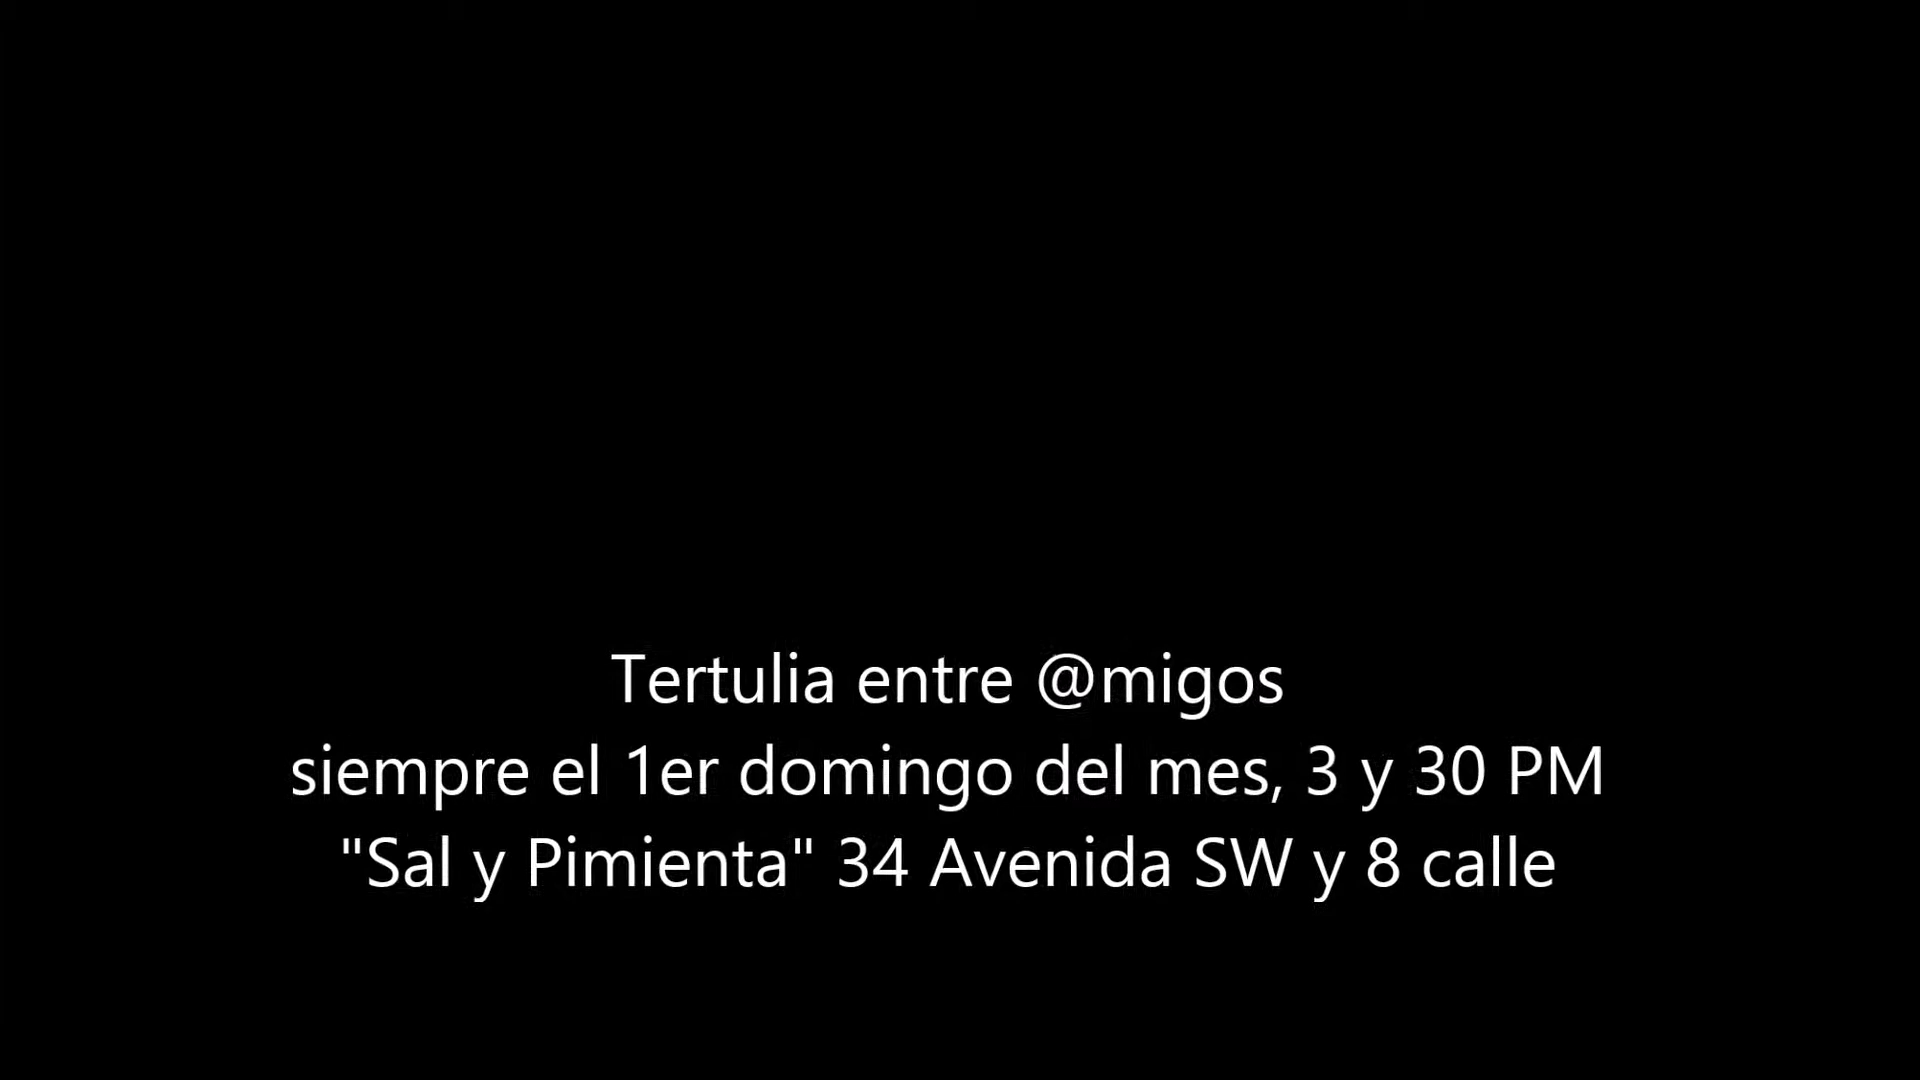 Tertulia entre @migos
siempre el 1er domingo del mes, 3 y 30 PM
"Sal y Pimienta" 34 Avenida SW y 8 calle